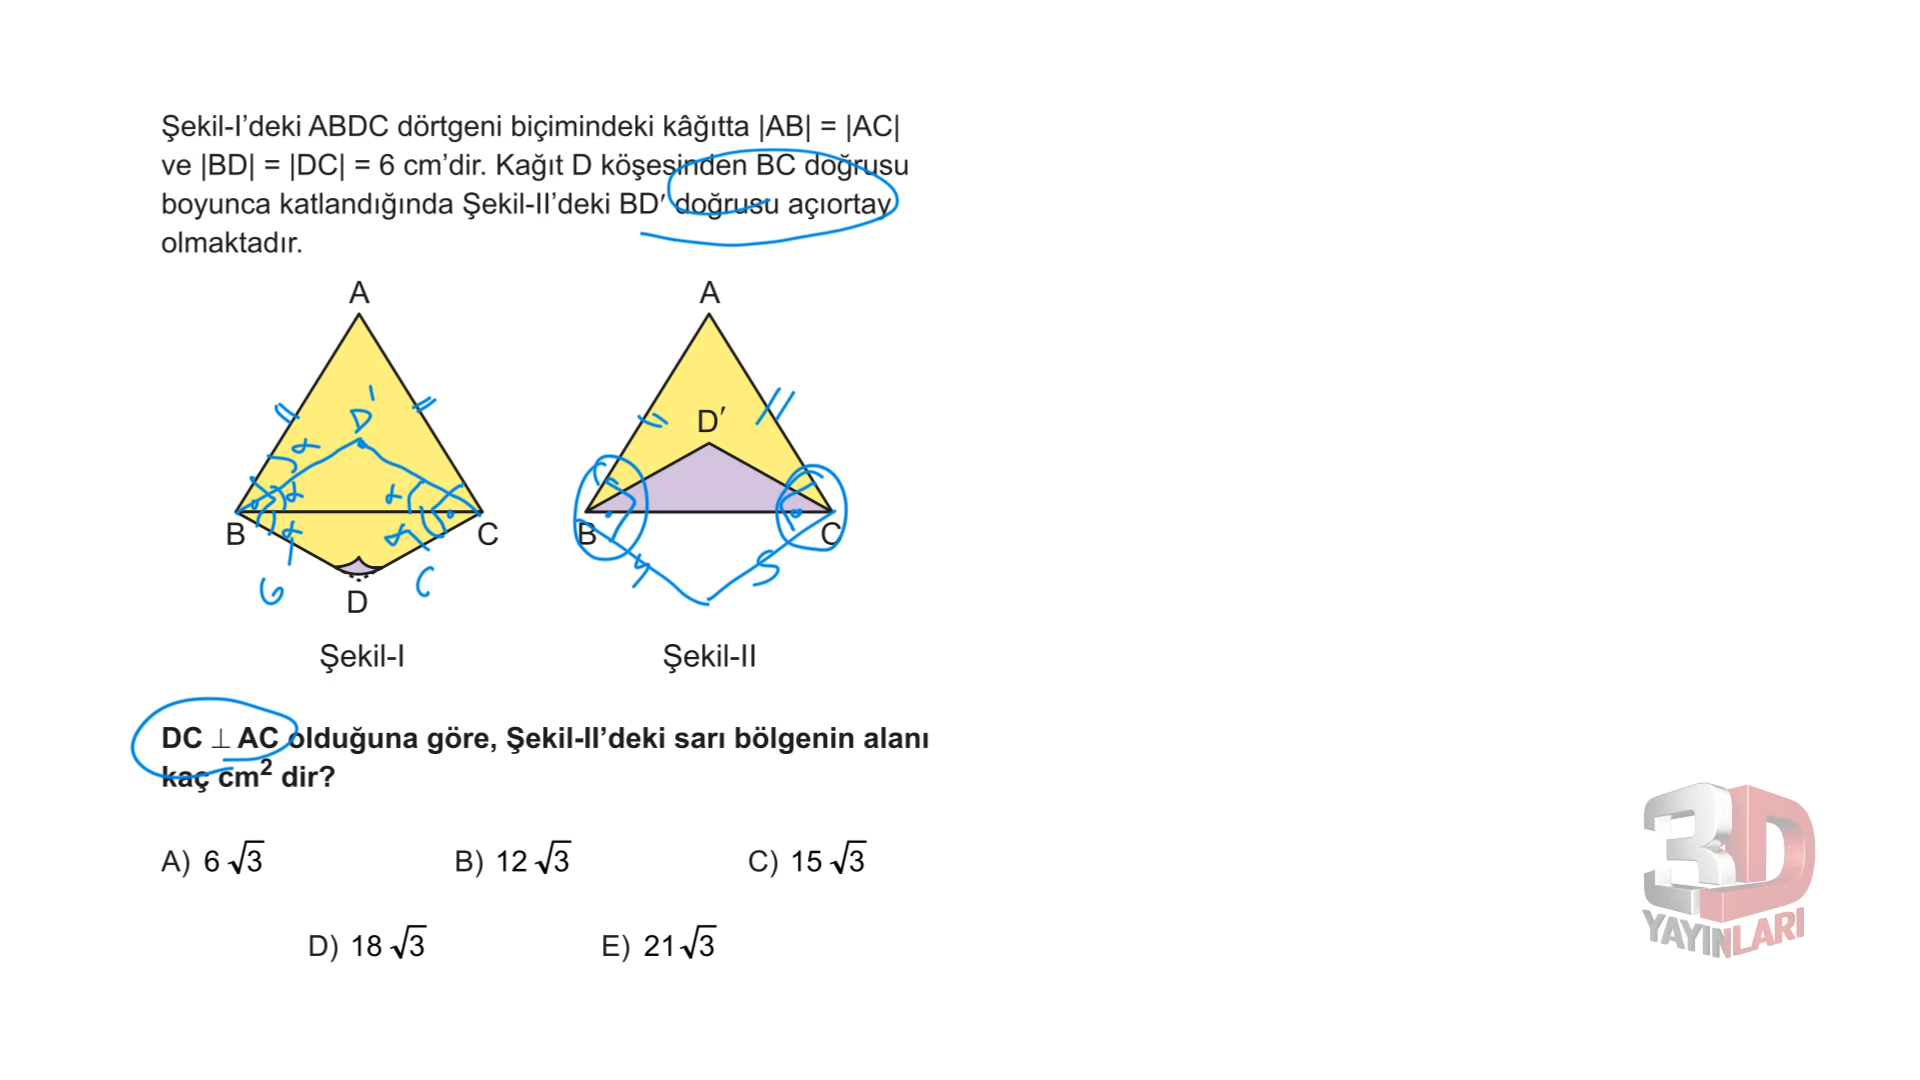 Şekil-I'deki ABDC dörtgeni biçimindeki kâğıtta |AB| = |AC|
ve |BD| = |DC| = 6 cm'dir. Kağıt D köşesinden BC doğrusu
boyunca katlandığında Şekil-II'deki BD′ doğrusu açıortay
olmaktadır.
A
A
D'
D′
α
α
α
α
α
B
C
B
C
6
6
D
Şekil-I
Şekil-II
DC ⊥ AC olduğuna göre, Şekil-II'deki sarı bölgenin alanı
kaç cm² dir?
A) 6√3
B) 12√3
C) 15√3
D) 18√3
E) 21√3
3D
YAYINLARI